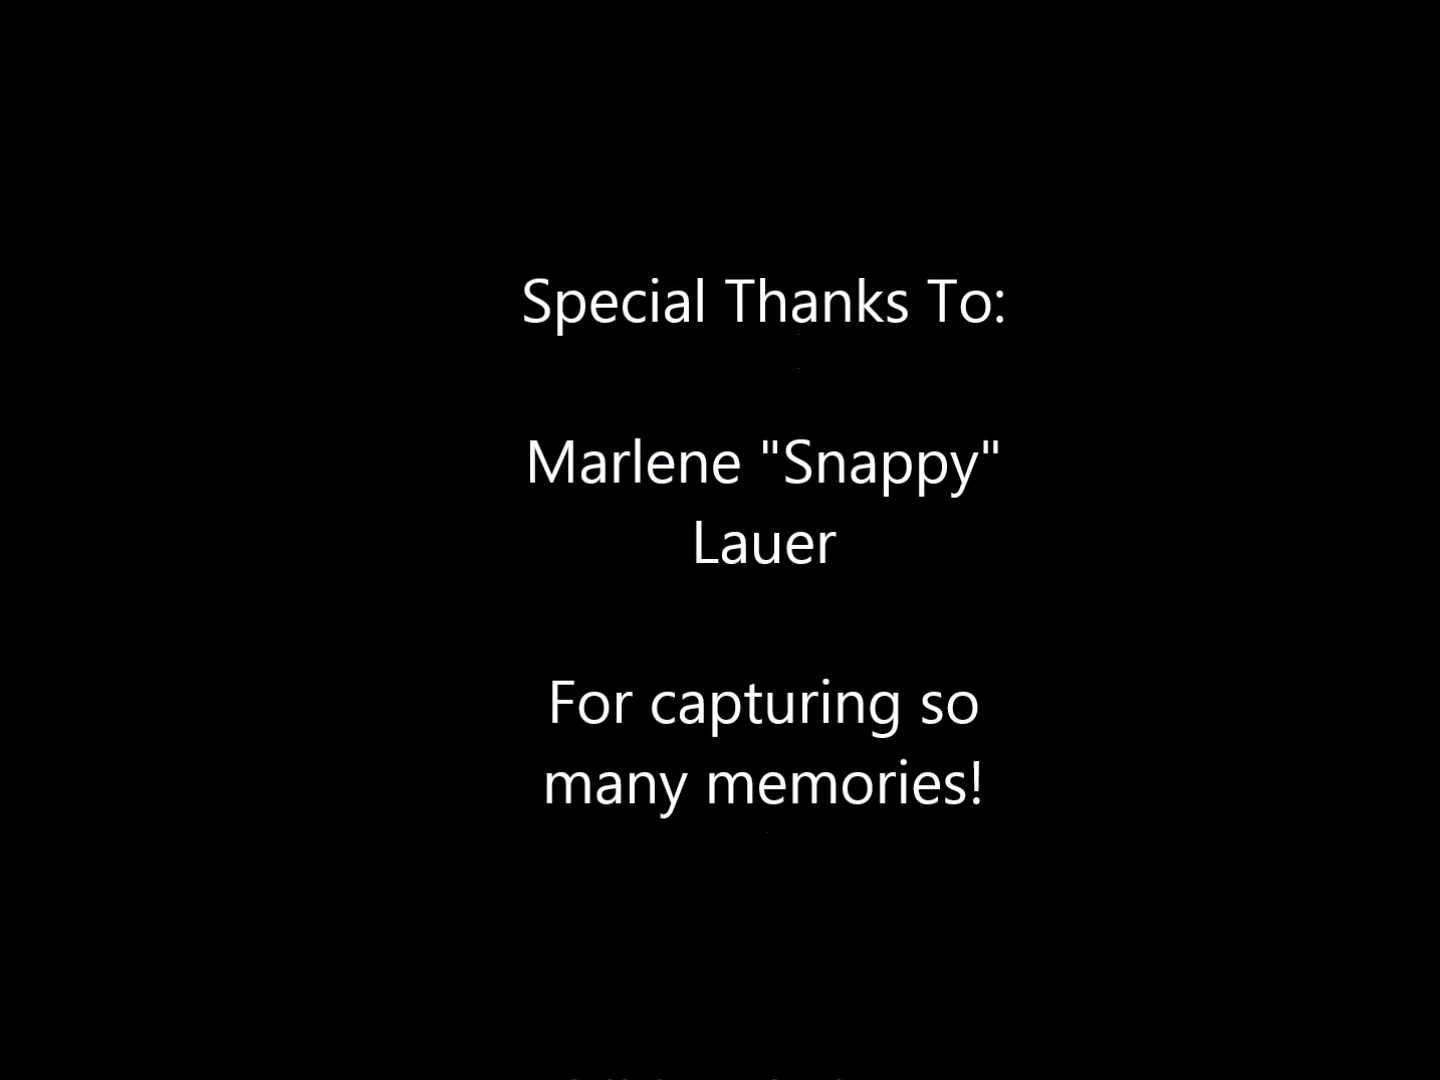 Special Thanks To:
Marlene "Snappy"
Lauer
For capturing so
many memories!